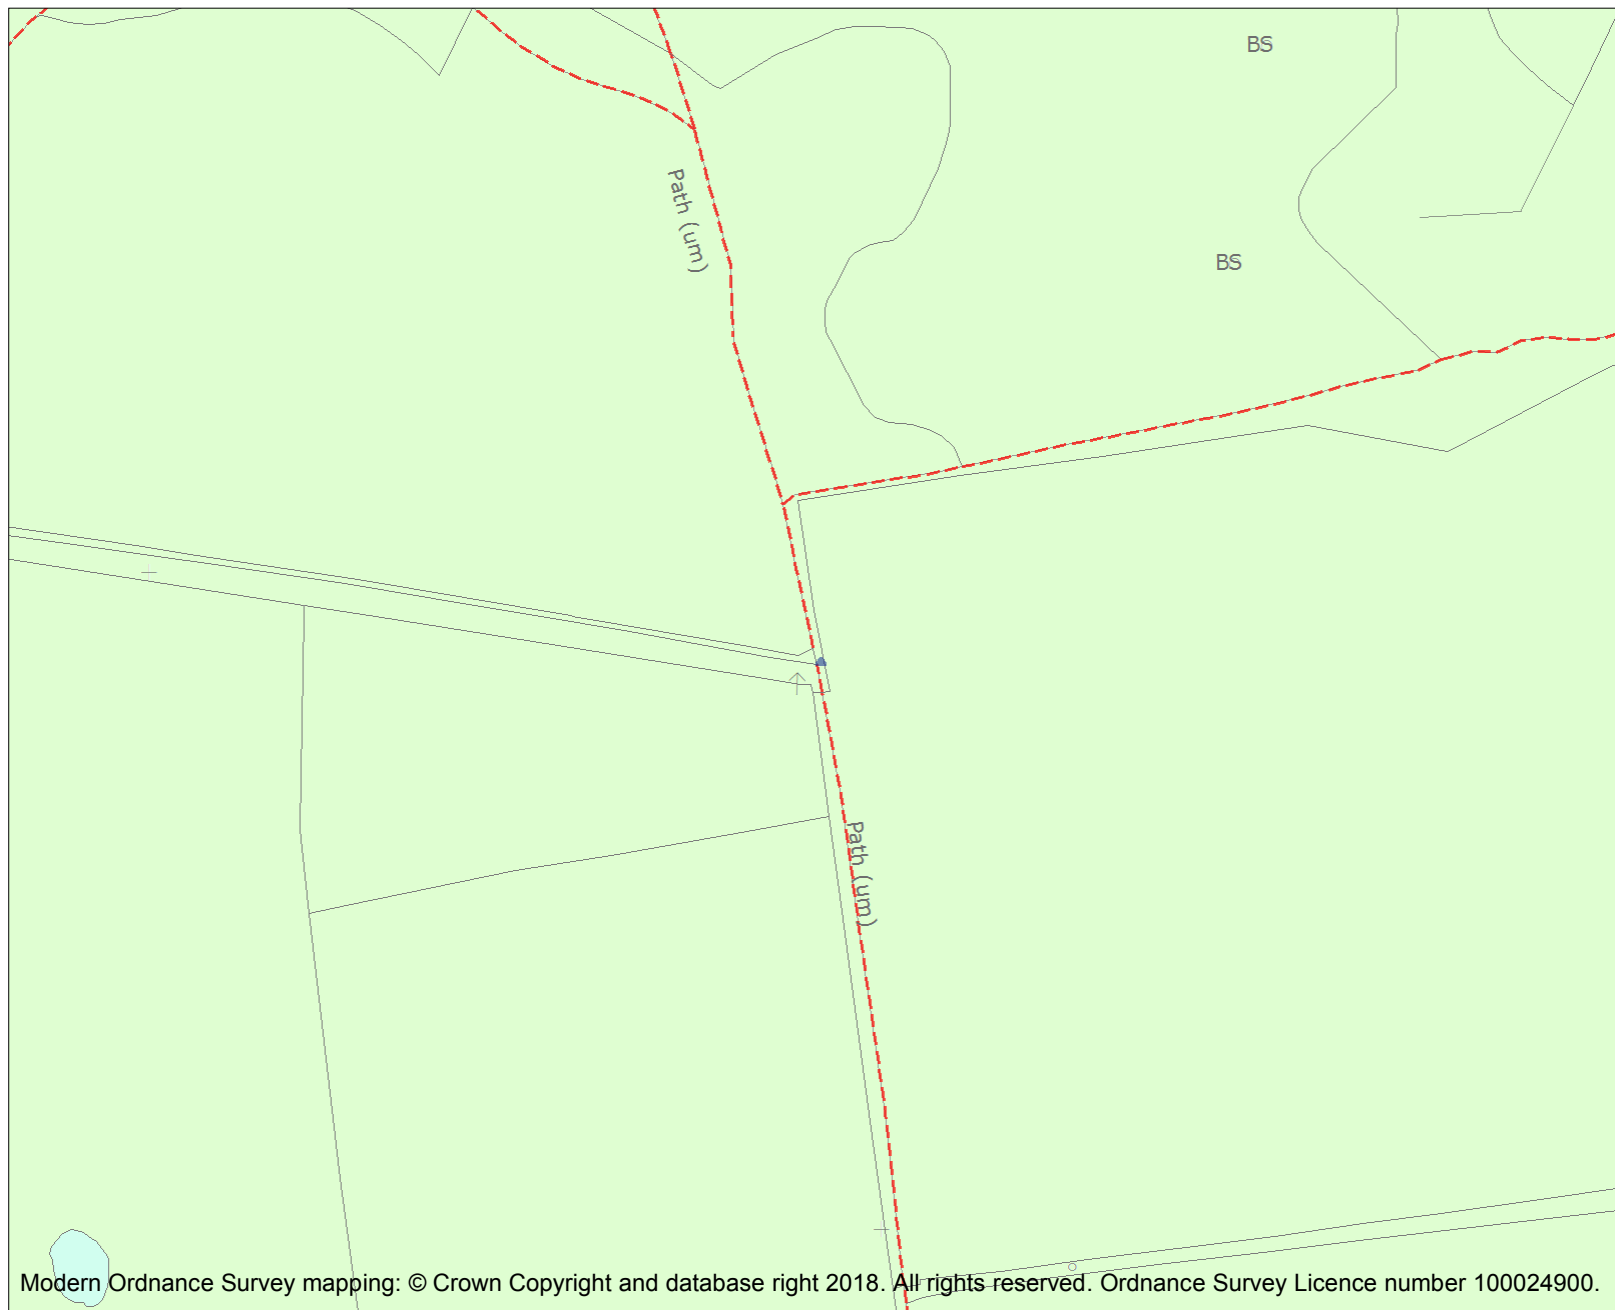 BS
Path (um)
BS
Path (um)
Modern Ordnance Survey mapping: © Crown Copyright and database right 2018. All rights reserved. Ordnance Survey Licence number 100024900.